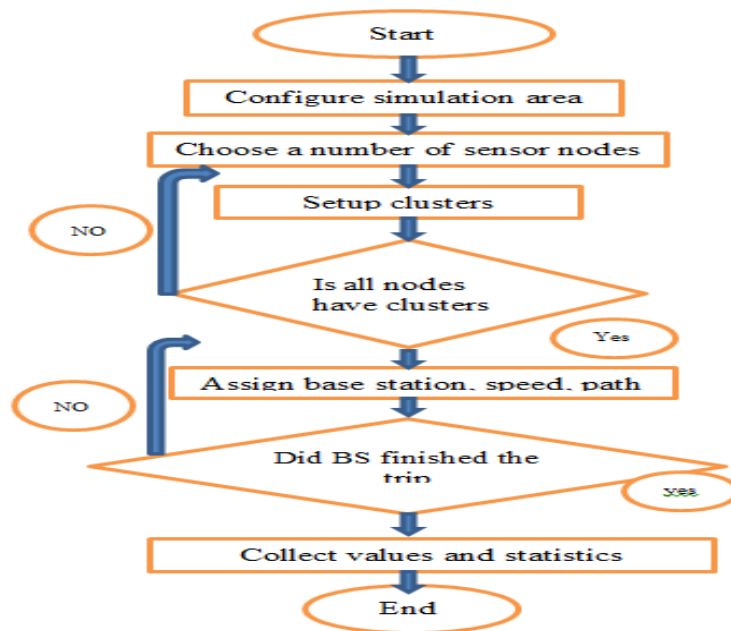 Start
Configure simulation area
Choose a number of sensor nodes
Setup clusters
NO
Is all nodes
have clusters
Yes
Assign base station, speed, path
NO
Did BS finished the
trip
yes
Collect values and statistics
End